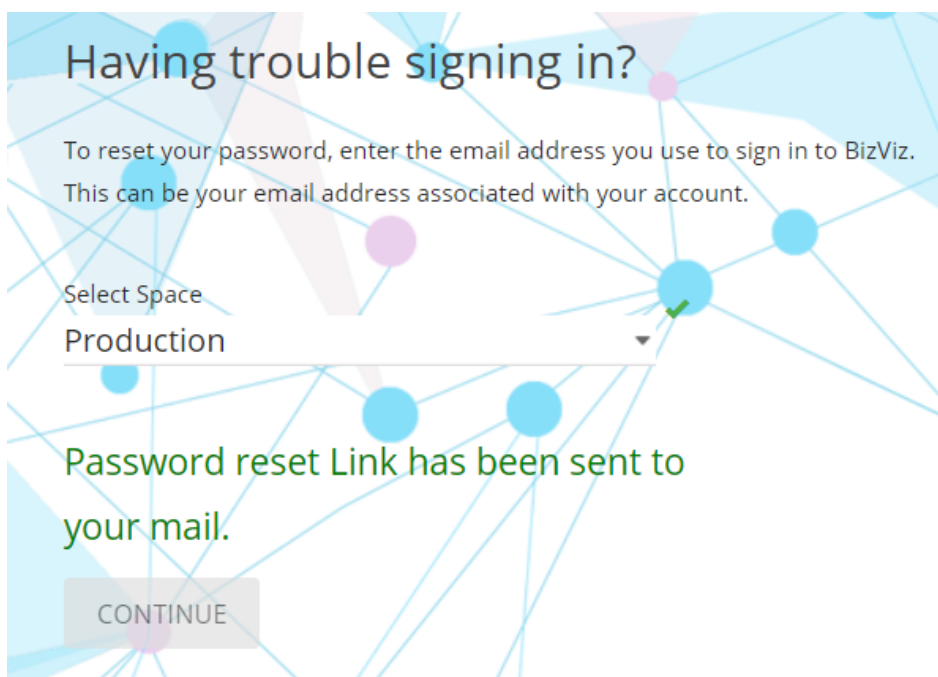 Having trouble signing in?
To reset your password, enter the email address you use to sign in to BizViz.
This can be your email address associated with your account.
Select Space
Production
Password reset Link has been sent to
your mail.
CONTINUE